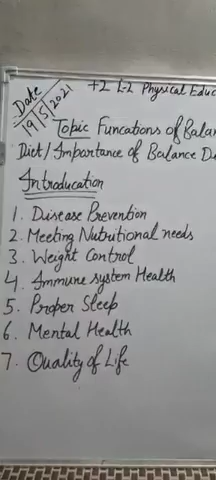 Date
19/5/2021
+2 L-2 Physical Educ
Topic Funcations of Balan
Diet/Importance of Balance D
Introducation
1. Disease Prevention
2. Meeting Nutritional needs
3. Weight Control
4. Immune system Health
5. Proper Sleep
6. Mental Health
7. Quality of Life